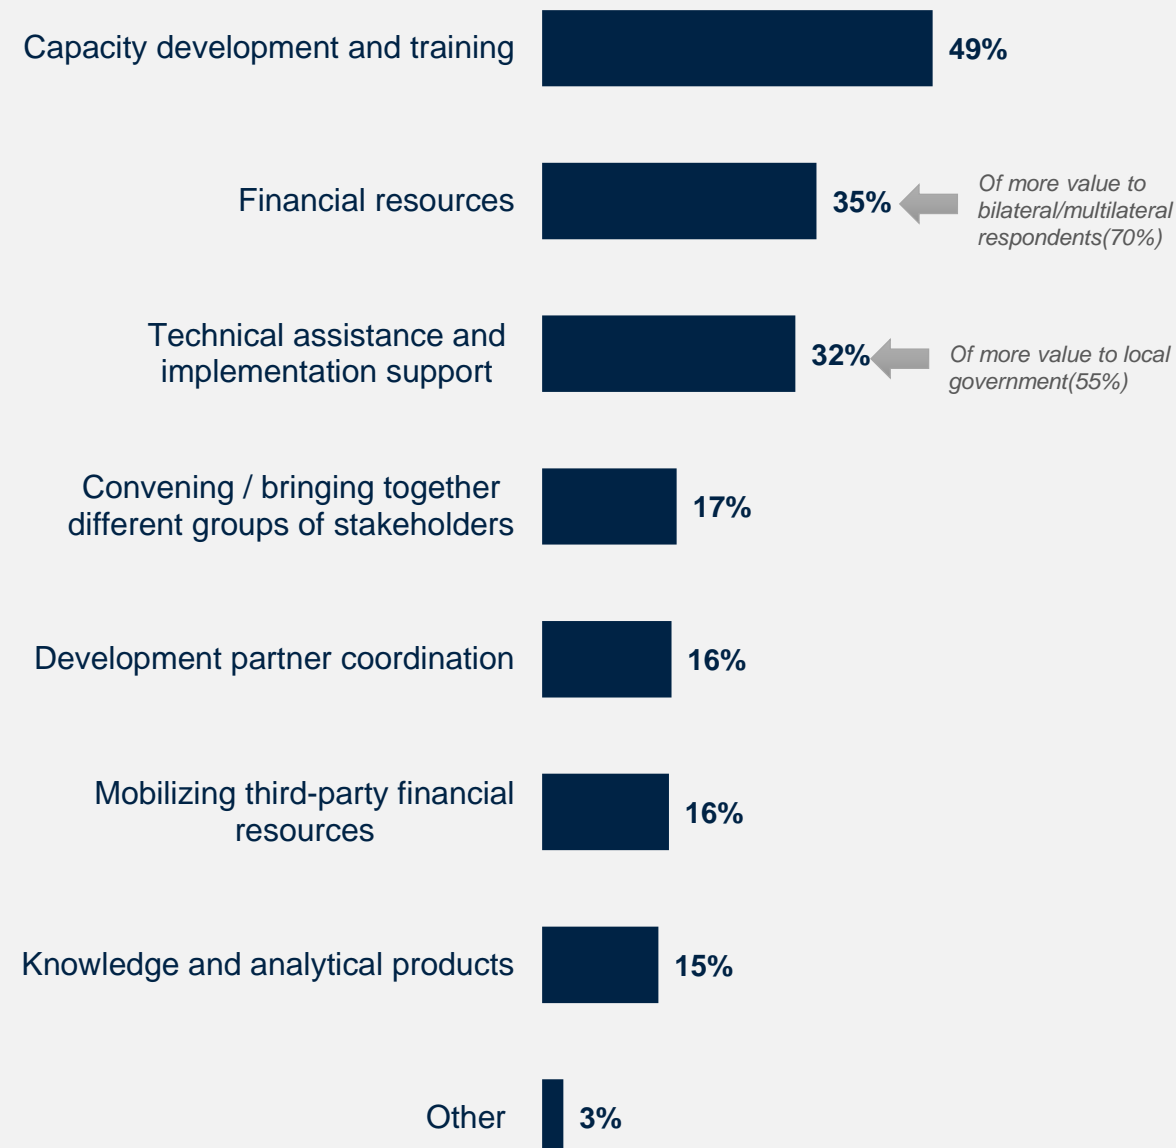 Capacity development and training
49%
Financial resources
35%
Of more value to
bilateral/multilateral
respondents(70%)
Technical assistance and
implementation support
32%
Of more value to local
government(55%)
Convening / bringing together
different groups of stakeholders
17%
Development partner coordination
16%
Mobilizing third-party financial
resources
16%
Knowledge and analytical products
15%
Other
3%